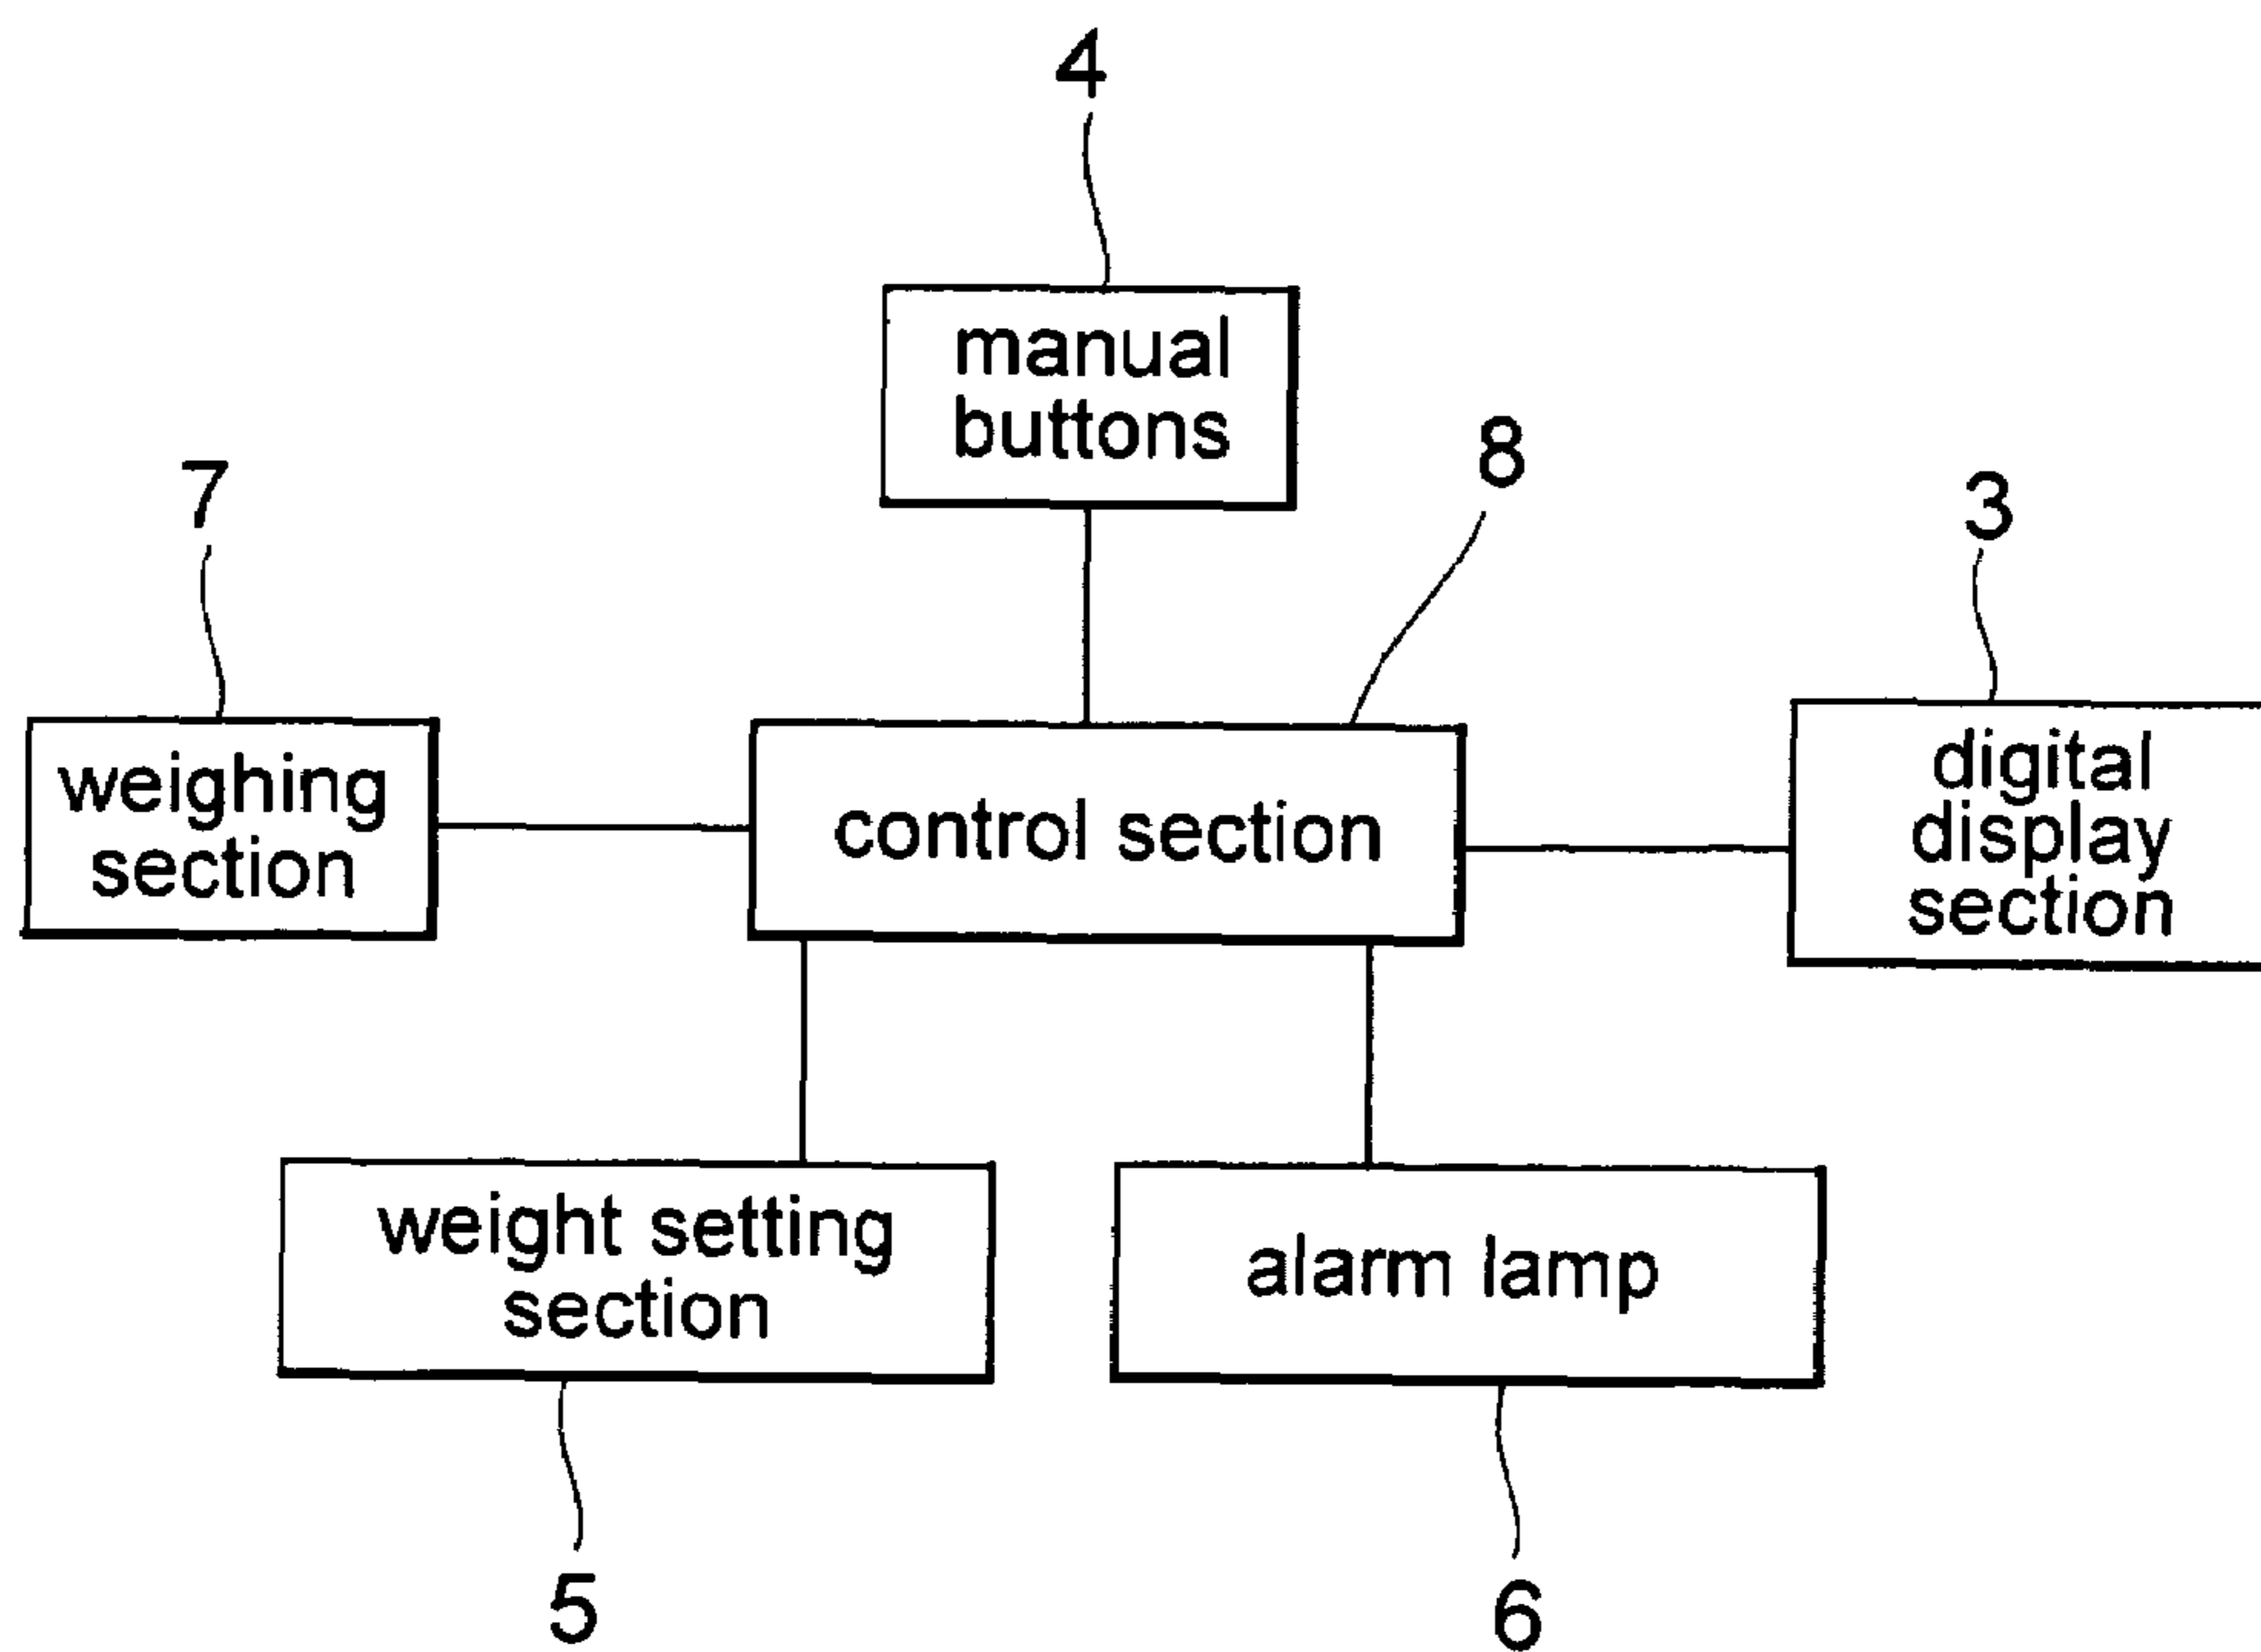 4
manual
buttons
8
7
3
weighing
section
control section
digital
display
section
weight setting
section
alarm lamp
5
6